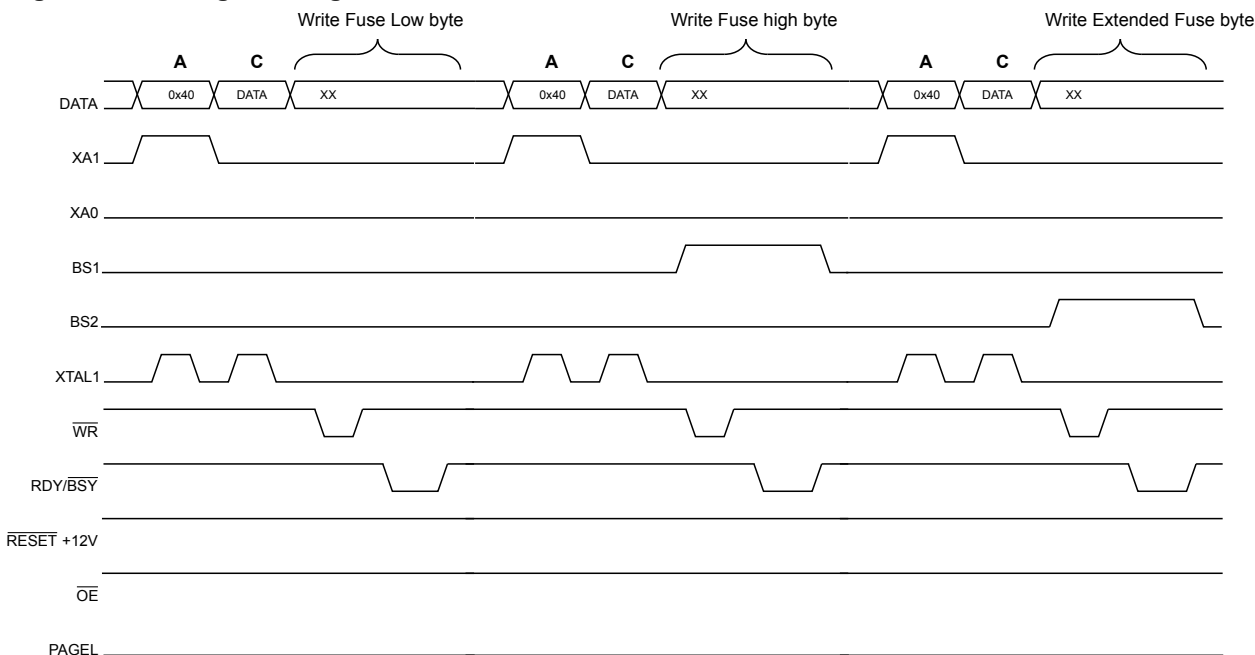 Write Fuse Low byte Write Fuse high byte Write Extended Fuse byte
A C A C A C
DATA 0x40 DATA XX 0x40 DATA XX 0x40 DATA XX
XA1
XA0
BS1
BS2
XTAL1
WR
RDY/BSY
RESET +12V
OE
PAGEL